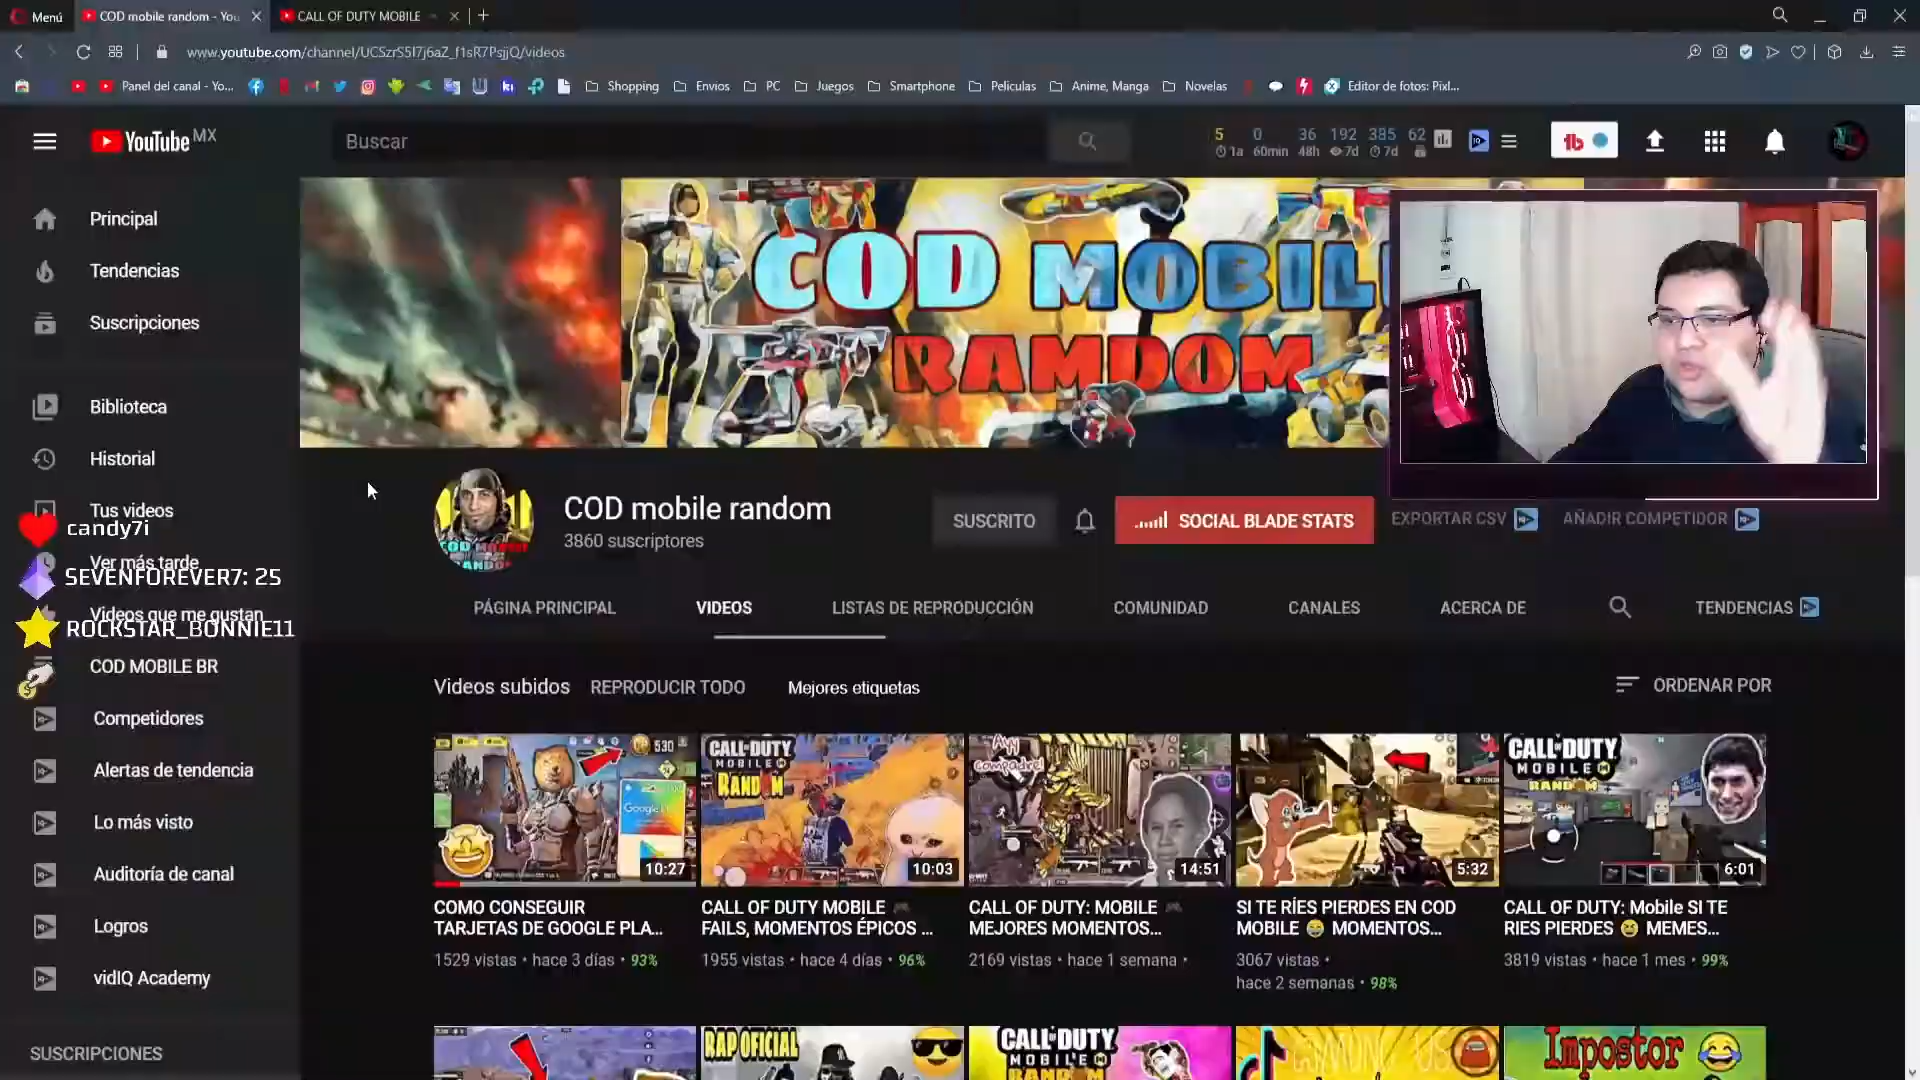 Menú
COD mobile random - You
CALL OF DUTY MOBILE
www.youtube.com/channel/UCSzrS5I7j6aZ_f1sR7PsjjQ/videos
Panel del canal - Yo...
Shopping
Envios
PC
Juegos
Smartphone
Películas
Anime, Manga
Novelas
Editor de fotos: Pixl...
YouTube MX
Buscar
5 0 36 192 385 62
1a 60min 48h 7d 7d
Principal
Tendencias
Suscripciones
Biblioteca
Historial
Tus videos
candy7i
Ver más tarde
SEVENFOREVER7: 25
Videos que me gustan
ROCKSTAR_BONNIE11
COD MOBILE BR
Competidores
Alertas de tendencia
Lo más visto
Auditoría de canal
Logros
vidIQ Academy
SUSCRIPCIONES
COD MOBIL
RAMDOM
COD mobile random
3860 suscriptores
SUSCRITO
SOCIAL BLADE STATS
EXPORTAR CSV
AÑADIR COMPETIDOR
PÁGINA PRINCIPAL
VIDEOS
LISTAS DE REPRODUCCIÓN
COMUNIDAD
CANALES
ACERCA DE
TENDENCIAS
Videos subidos
REPRODUCIR TODO
Mejores etiquetas
ORDENAR POR
530
Google
10:27
CALL OF DUTY
MOBILE
RANDOM
10:03
Ayy
compadre!
14:51
5:32
CALL OF DUTY
MOBILE
RANDOM
6:01
COMO CONSEGUIR
TARJETAS DE GOOGLE PLA...
1529 vistas • hace 3 días • 93%
CALL OF DUTY MOBILE 🎮
FAILS, MOMENTOS ÉPICOS ...
1955 vistas • hace 4 días • 96%
CALL OF DUTY: MOBILE 🎮
MEJORES MOMENTOS...
2169 vistas • hace 1 semana •
SI TE RÍES PIERDES EN COD
MOBILE 😂 MOMENTOS...
3067 vistas •
hace 2 semanas • 98%
CALL OF DUTY: Mobile SI TE
RIES PIERDES 😆 MEMES...
3819 vistas • hace 1 mes • 99%
RAP OFICIAL
CALL OF DUTY
MOBILE
RANDOM
Impostor